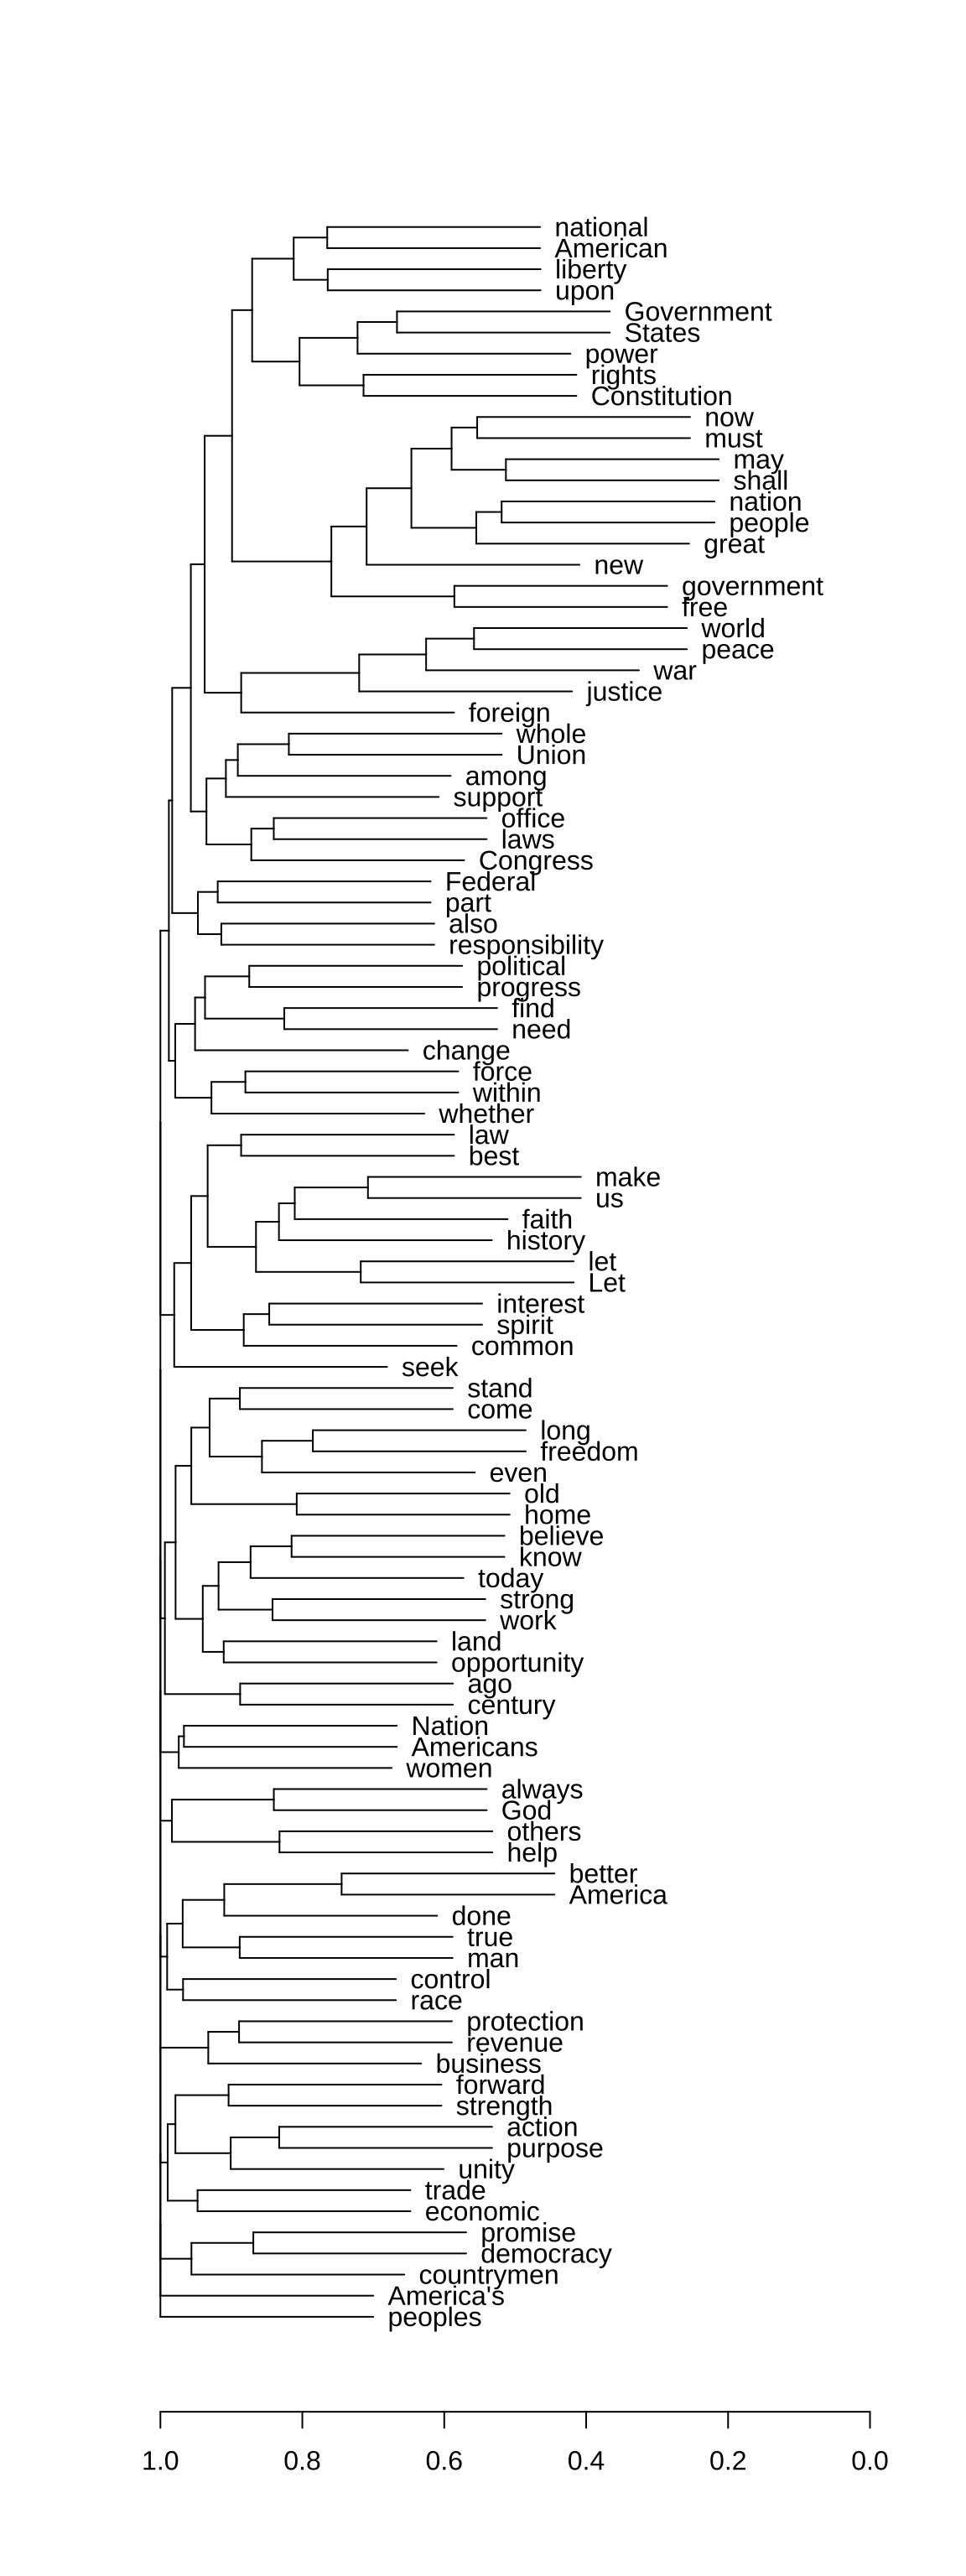 national
American
liberty
upon
Government
States
power
rights
Constitution
now
must
may
shall
nation
people
great
new
government
free
world
peace
war
justice
foreign
whole
Union
among
support
office
laws
Congress
Federal
part
also
responsibility
political
progress
find
need
change
force
within
whether
law
best
make
us
faith
history
let
Let
interest
spirit
common
seek
stand
come
long
freedom
even
old
home
believe
know
today
strong
work
land
opportunity
ago
century
Nation
Americans
women
always
God
others
help
better
America
done
true
man
control
race
protection
revenue
business
forward
strength
action
purpose
unity
trade
economic
promise
democracy
countrymen
America's
peoples
1.0 0.8 0.6 0.4 0.2 0.0